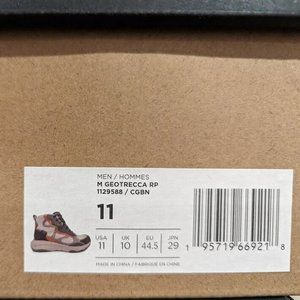 MEN / HOMMES
M GEOTRECCA RP
1129588 / CGBN
11
USA UK EU JPN
11 10 44.5 29
MADE IN CHINA / FABRIQUÉ EN CHINE
1 95719 66921 8